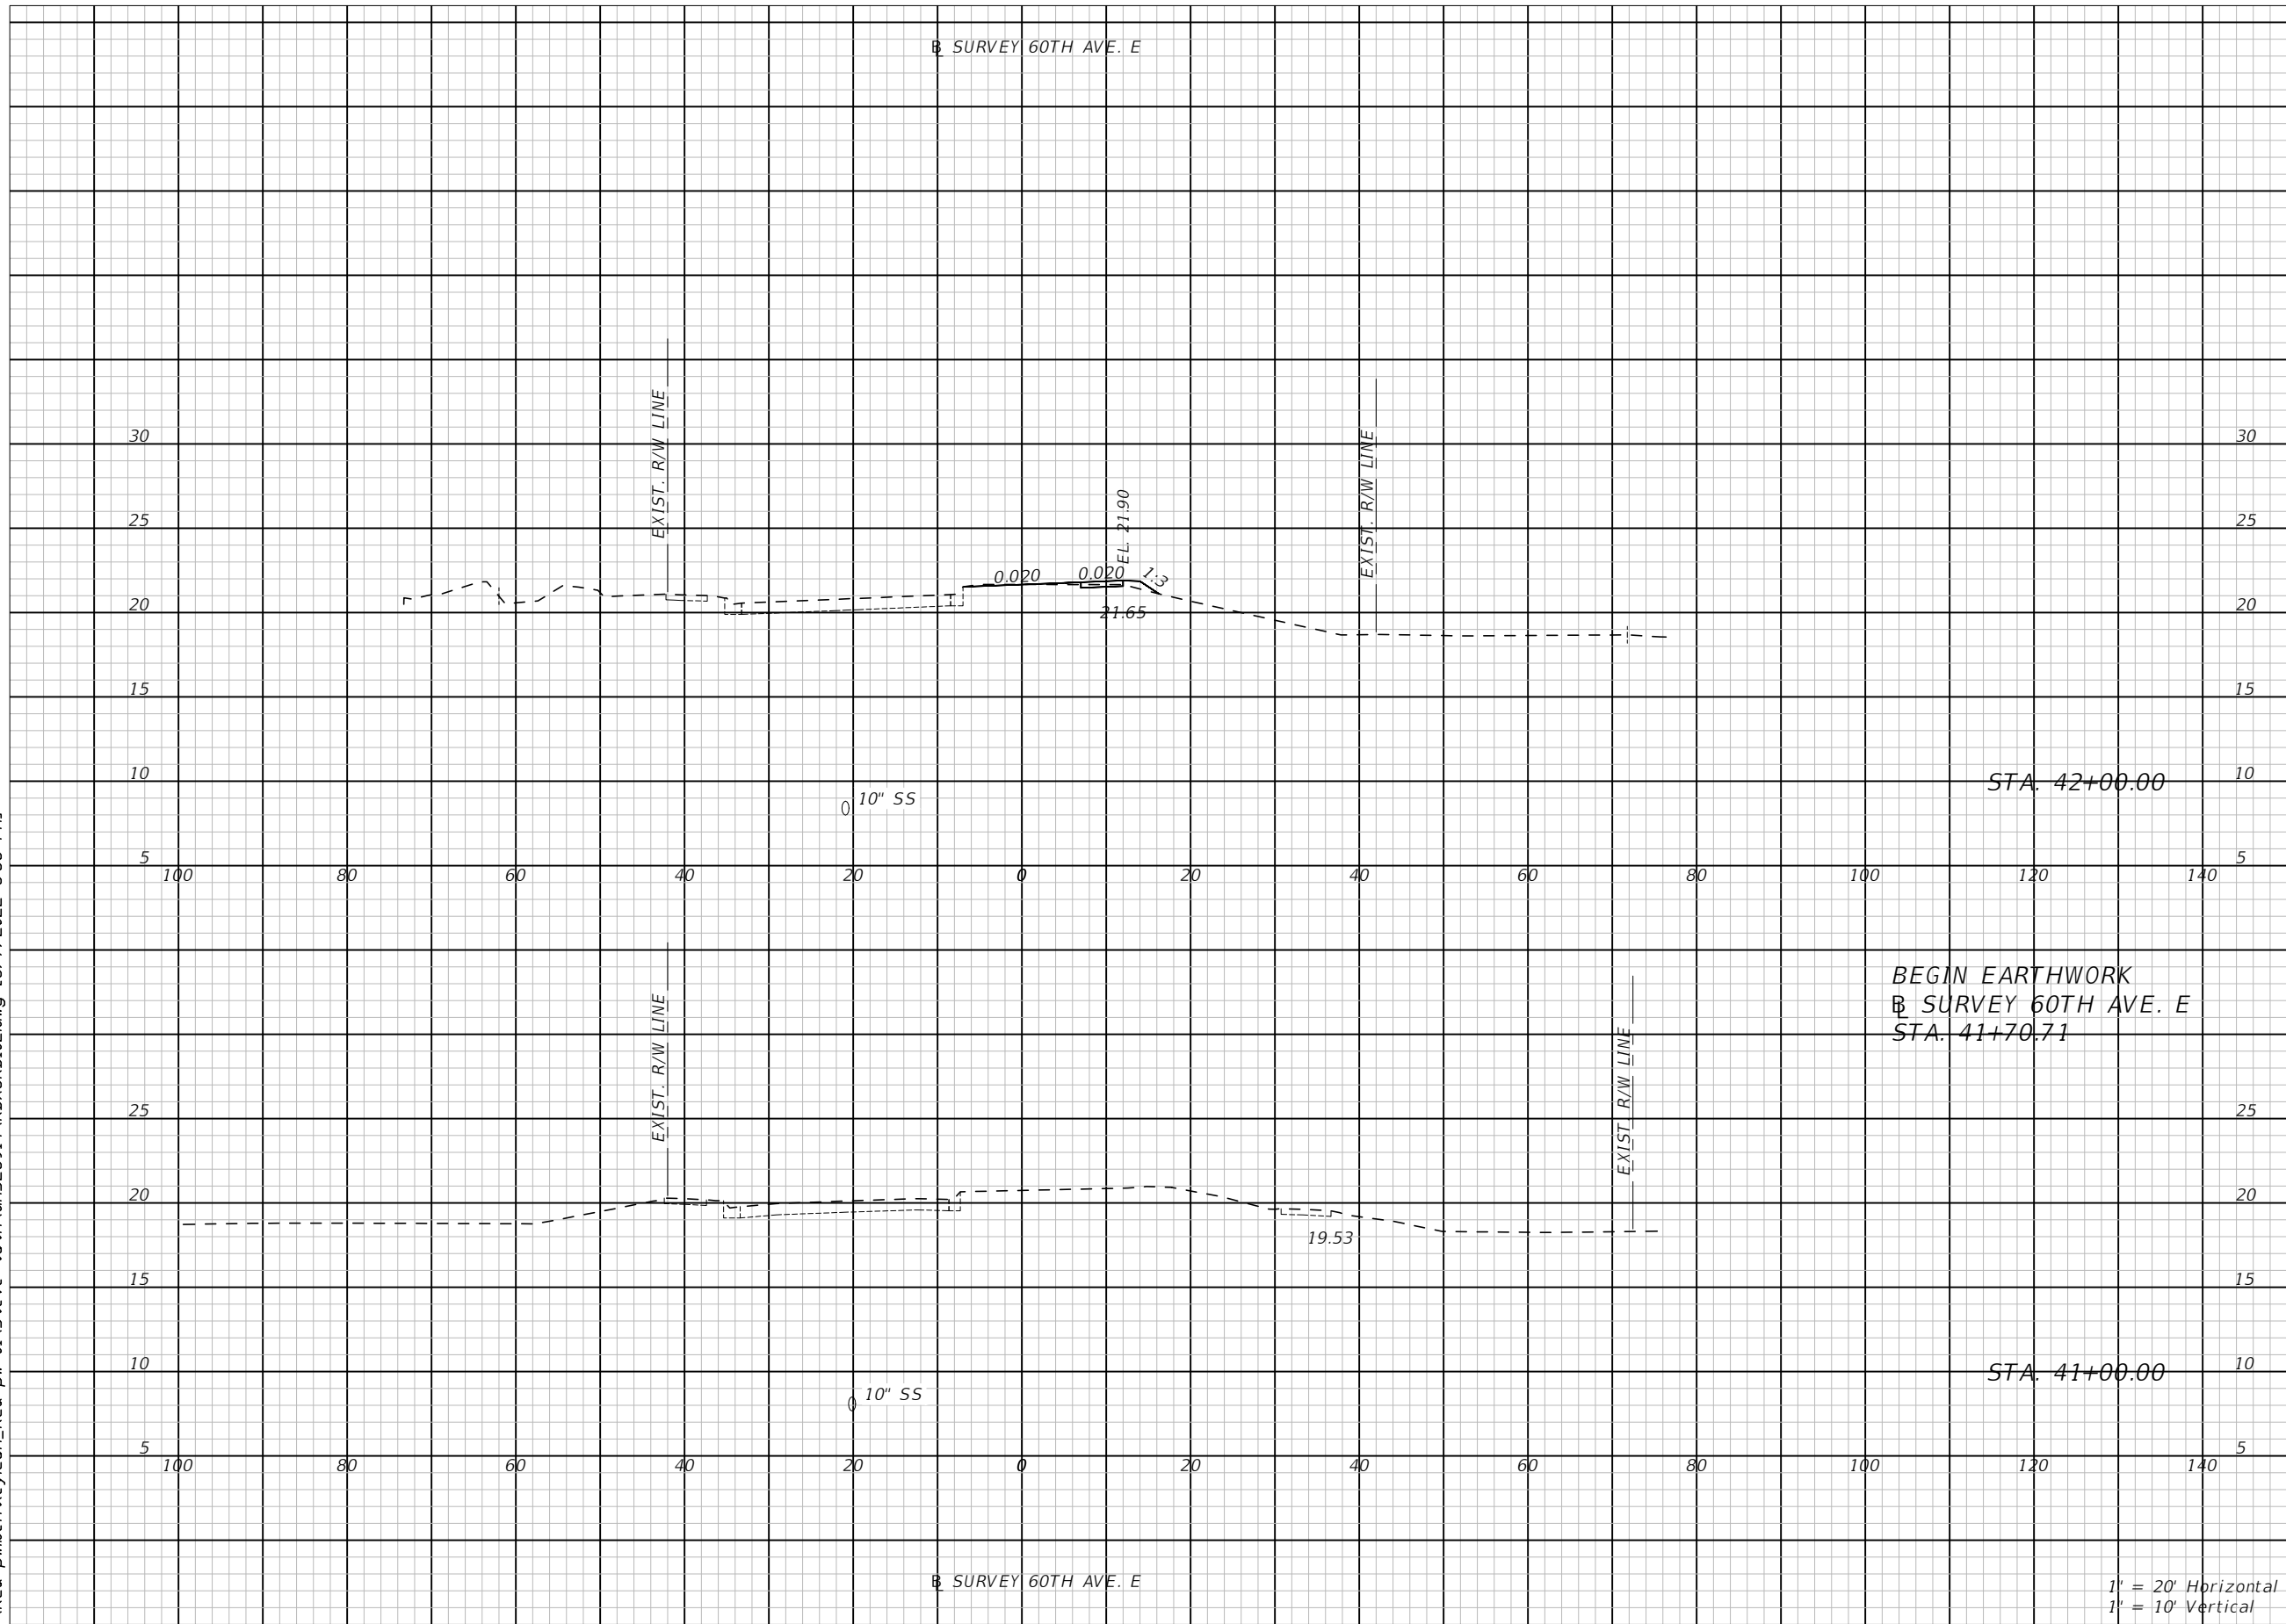 ℄ SURVEY 60TH AVE. E
EXIST. R/W LINE
EXIST. R/W LINE
30 30
EL. 21.90
25 25
0.020 0.020 1:3
20 21.65 20
15 15
10 STA. 42+00.00 10
10" SS
5 5
100 80 60 40 20 0 20 40 60 80 100 120 140
BEGIN EARTHWORK
℄ SURVEY 60TH AVE. E
STA. 41+70.71
EXIST. R/W LINE
EXIST. R/W LINE
25 25
20 20
19.53
15 15
10 STA. 41+00.00 10
10" SS
5 5
100 80 60 40 20 0 20 40 60 80 100 120 140
℄ SURVEY 60TH AVE. E
1" = 20' Horizontal
1" = 10' Vertical